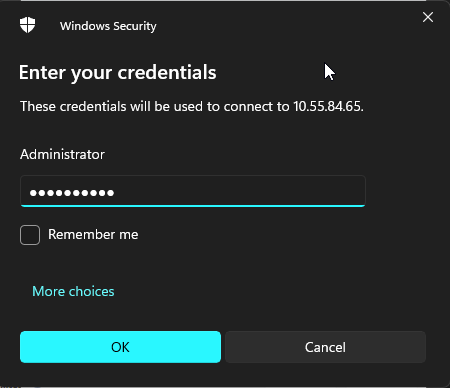 Windows Security
Enter your credentials
These credentials will be used to connect to 10.55.84.65.
Administrator
●●●●●●●●●●
Remember me
More choices
OK
Cancel